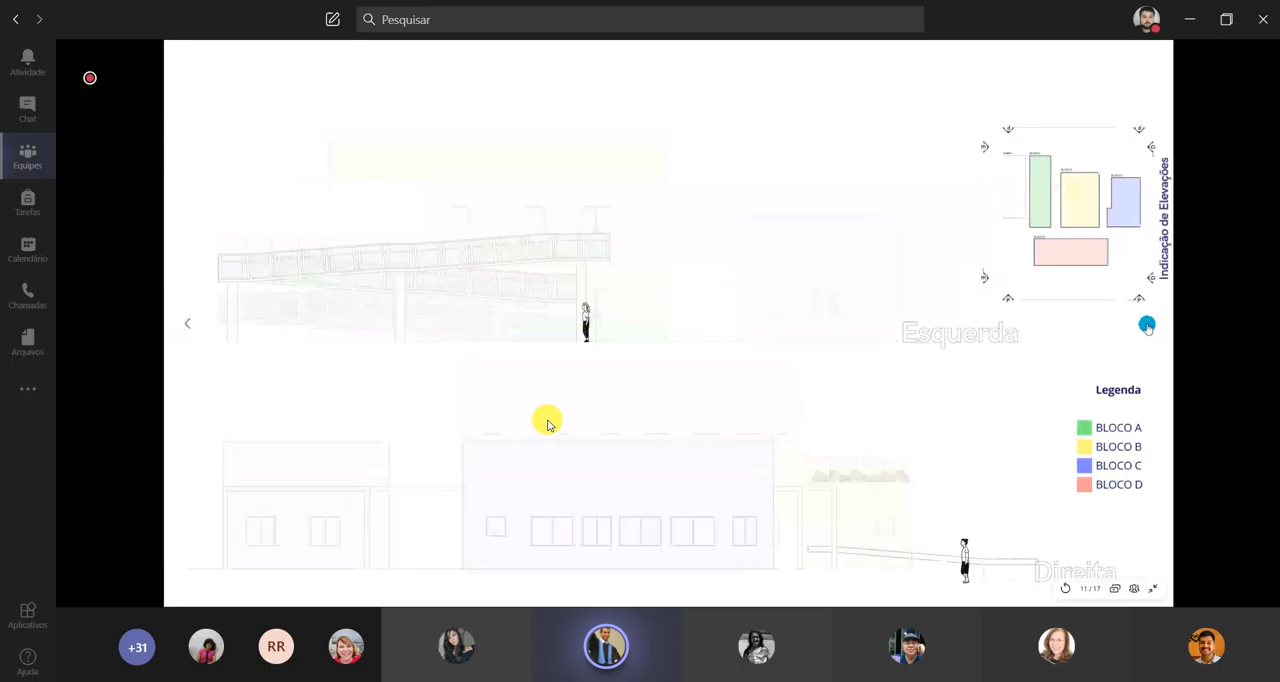 Pesquisar
Atividade
Chat
Equipes
Tarefas
Calendário
Chamadas
Arquivos
Aplicativos
Ajuda
Indicação de Elevações
Esquerda
Legenda
BLOCO A
BLOCO B
BLOCO C
BLOCO D
Direita
11 / 17
+31
RR